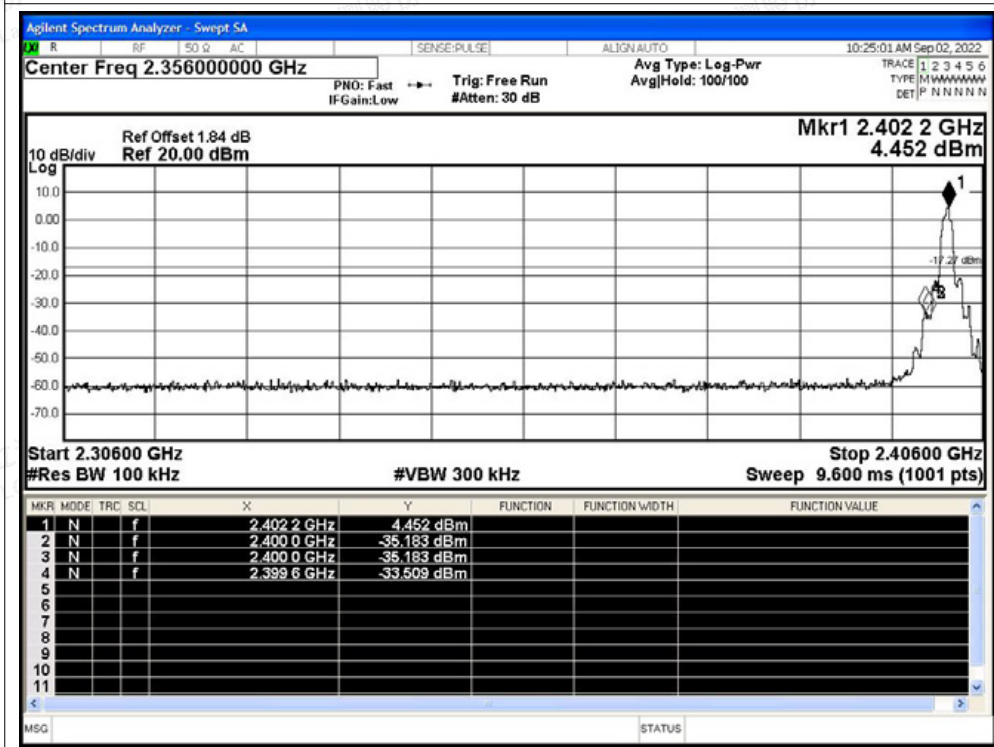 Agilent Spectrum Analyzer - Swept SA
LXI R RF 50 Ω AC SENSE:PULSE ALIGN AUTO 10:25:01 AM Sep 02, 2022
Center Freq 2.356000000 GHz Avg Type: Log-Pwr TRACE 1 2 3 4 5 6
PNO: Fast Trig: Free Run Avg|Hold: 100/100 TYPE M WWWWW
IFGain:Low #Atten: 30 dB DET P N N N N N
Mkr1 2.402 2 GHz
Ref Offset 1.84 dB
10 dB/div Ref 20.00 dBm 4.452 dBm
Log
1
10.0
0.00
-10.0
-17.27 dBm
-20.0
-30.0
-40.0
-50.0
-60.0
-70.0
Start 2.30600 GHz Stop 2.40600 GHz
#Res BW 100 kHz #VBW 300 kHz Sweep 9.600 ms (1001 pts)
MKR MODE TRC SCL X Y FUNCTION FUNCTION WIDTH FUNCTION VALUE
1 N f 2.402 2 GHz 4.452 dBm
2 N f 2.400 0 GHz -35.183 dBm
3 N f 2.400 0 GHz -35.183 dBm
4 N f 2.399 6 GHz -33.509 dBm
5
6
7
8
9
10
11
MSG STATUS